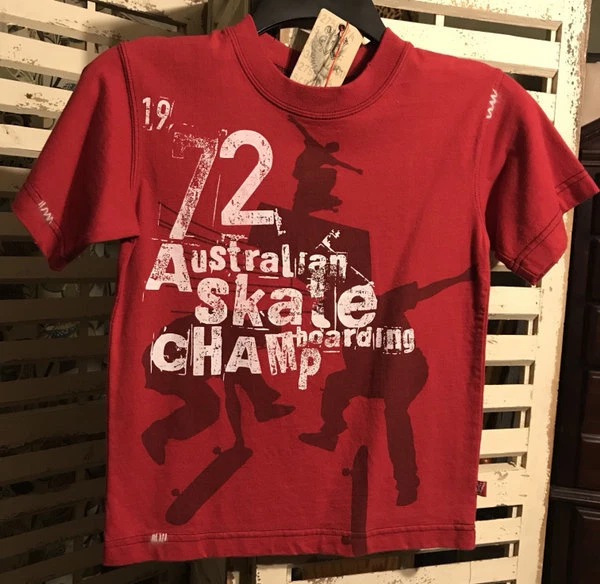 19
72
Australian
Skate
boarding
CHAMP